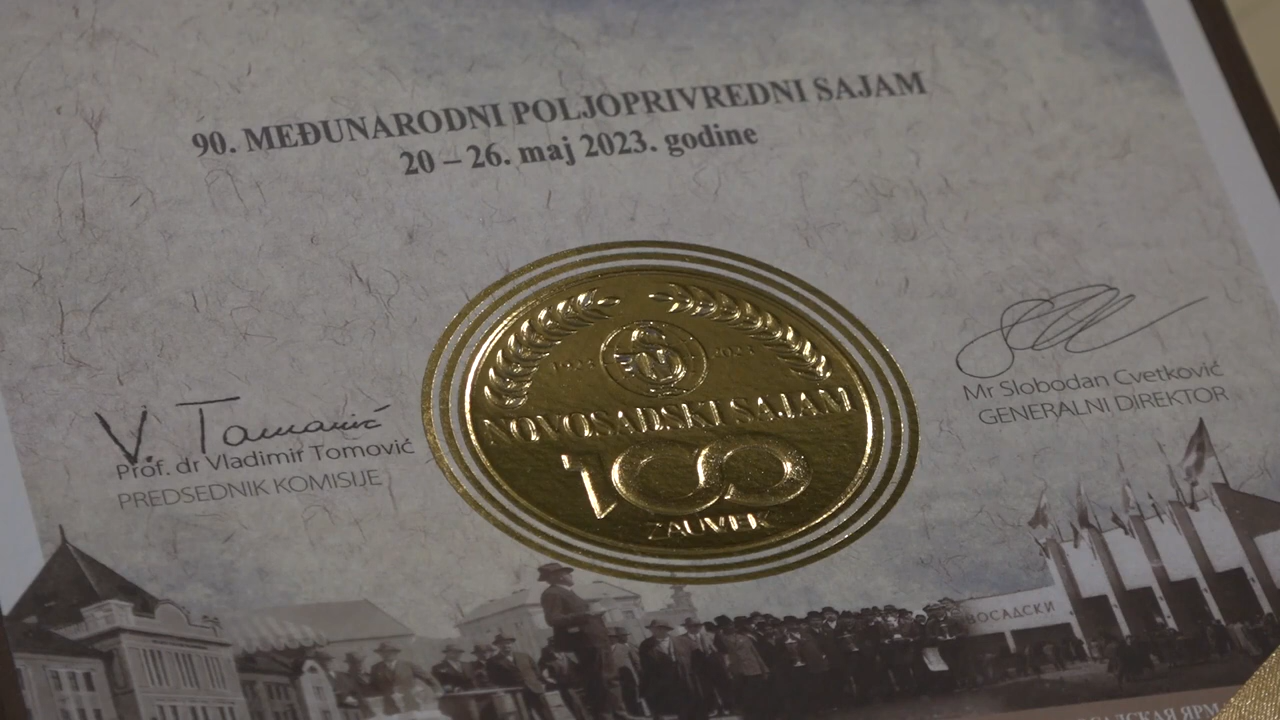 90. MEĐUNARODNI POLJOPRIVREDNI SAJAM
20 – 26. maj 2023. godine
1923 2023
NOVOSADSKI SAJAM
100
ZAUVEK
V. Tomović
Prof. dr Vladimir Tomović
PREDSEDNIK KOMISIJE
Mr Slobodan Cvetković
GENERALNI DIREKTOR
ВОСАДСКИ